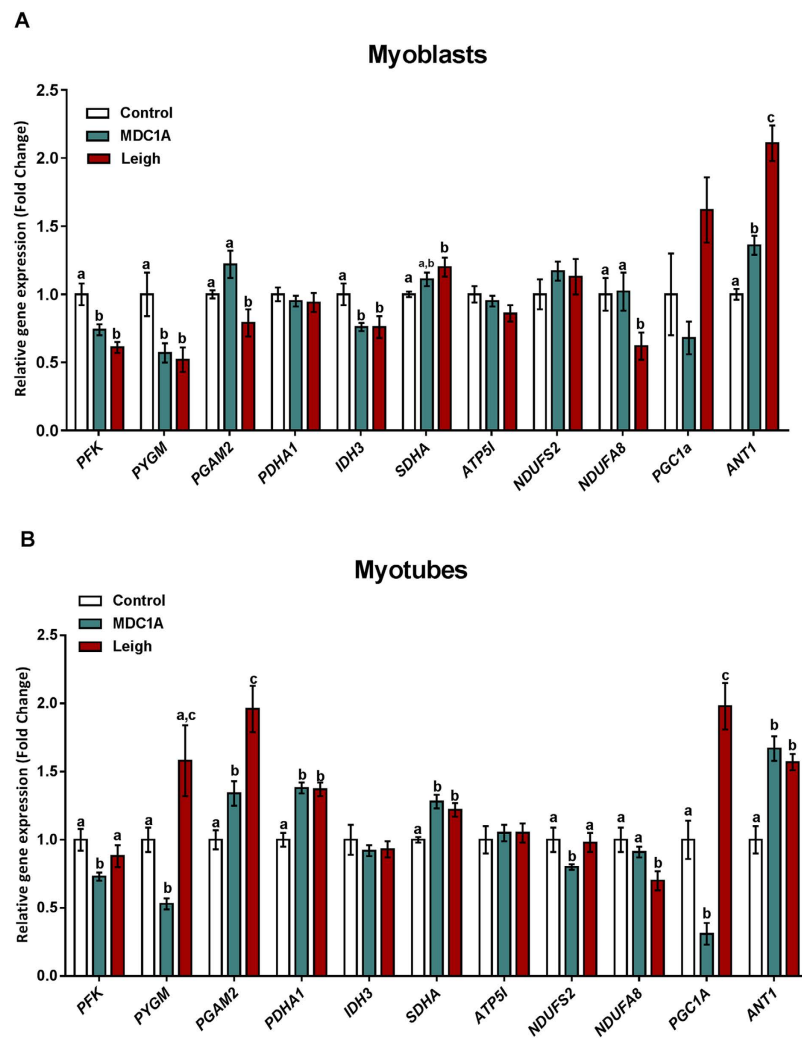 A
Myoblasts
Relative gene expression (Fold Change)
2.5
2.0
1.5
1.0
0.5
0.0
Control
MDC1A
Leigh
a
b
b
a
b
b
a
a
b
a
b
b
a
a,b
b
a
a
b
a
b
c
PFK
PYGM
PGAM2
PDHA1
IDH3
SDHA
ATP5I
NDUFS2
NDUFA8
PGC1a
ANT1
B
Myotubes
Relative gene expression (Fold Change)
2.5
2.0
1.5
1.0
0.5
0.0
Control
MDC1A
Leigh
a
b
a
a
b
a,c
a
b
c
a
b
b
a
b
b
a
b
a
a
a
b
a
b
c
a
b
b
PFK
PYGM
PGAM2
PDHA1
IDH3
SDHA
ATP5I
NDUFS2
NDUFA8
PGC1A
ANT1